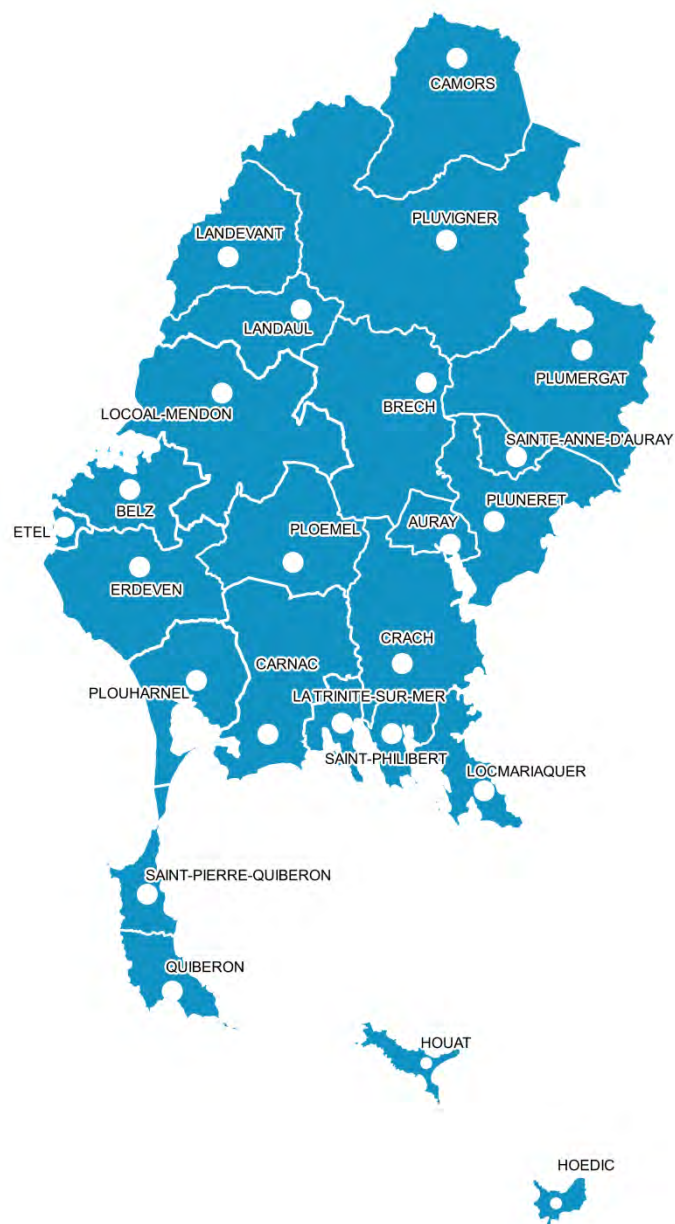 CAMORS
PLUVIGNER
LANDEVANT
LANDAUL
PLUMERGAT
BRECH
LOCOAL-MENDON
SAINTE-ANNE-D'AURAY
PLUNERET
BELZ
AURAY
PLOEMEL
ETEL
ERDEVEN
CRACH
CARNAC
PLOUHARNEL
LA TRINITE-SUR-MER
SAINT-PHILIBERT
LOCMARIAQUER
SAINT-PIERRE-QUIBERON
QUIBERON
HOUAT
HOEDIC